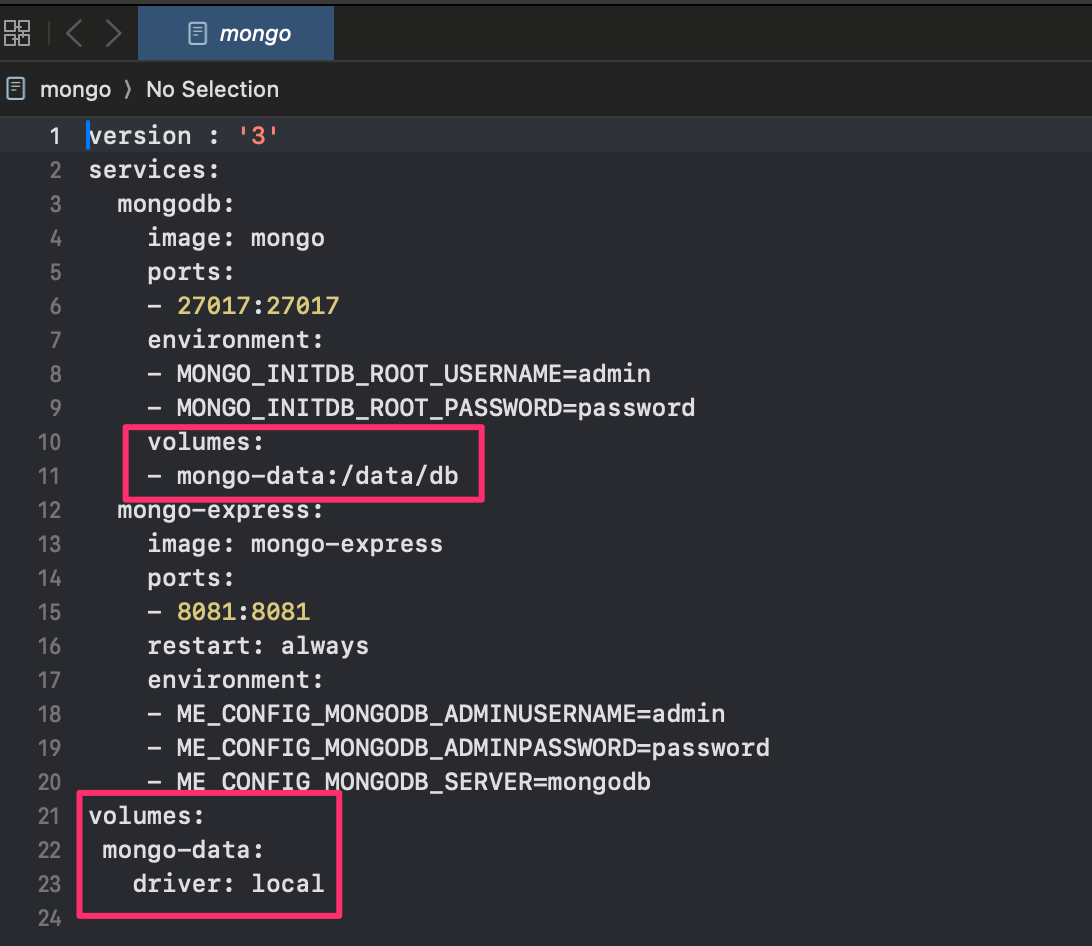 mongo
mongo 〉 No Selection
1 version : '3'
2 services:
3   mongodb:
4     image: mongo
5     ports:
6     - 27017:27017
7     environment:
8     - MONGO_INITDB_ROOT_USERNAME=admin
9     - MONGO_INITDB_ROOT_PASSWORD=password
10     volumes:
11     - mongo-data:/data/db
12   mongo-express:
13     image: mongo-express
14     ports:
15     - 8081:8081
16     restart: always
17     environment:
18     - ME_CONFIG_MONGODB_ADMINUSERNAME=admin
19     - ME_CONFIG_MONGODB_ADMINPASSWORD=password
20     - ME_CONFIG_MONGODB_SERVER=mongodb
21 volumes:
22  mongo-data:
23    driver: local
24